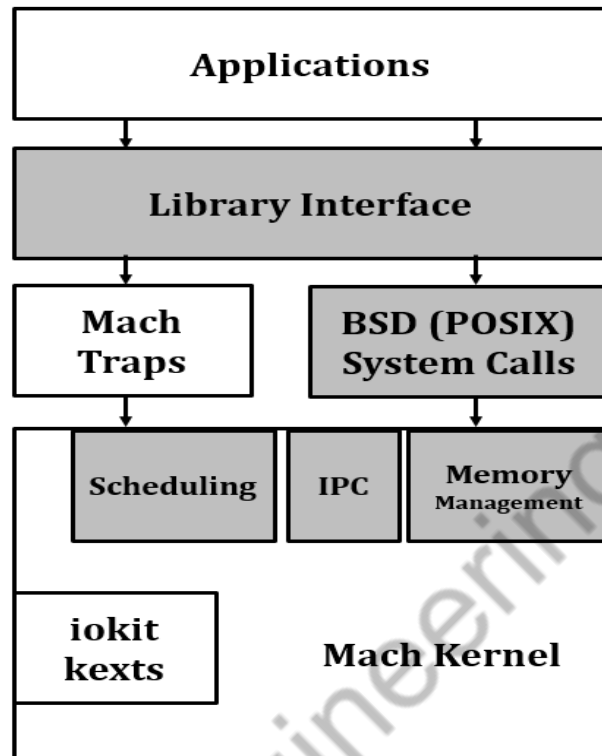 Applications
Library Interface
Mach
Traps
BSD (POSIX)
System Calls
Scheduling
IPC
Memory
Management
iokit
kexts
Mach Kernel